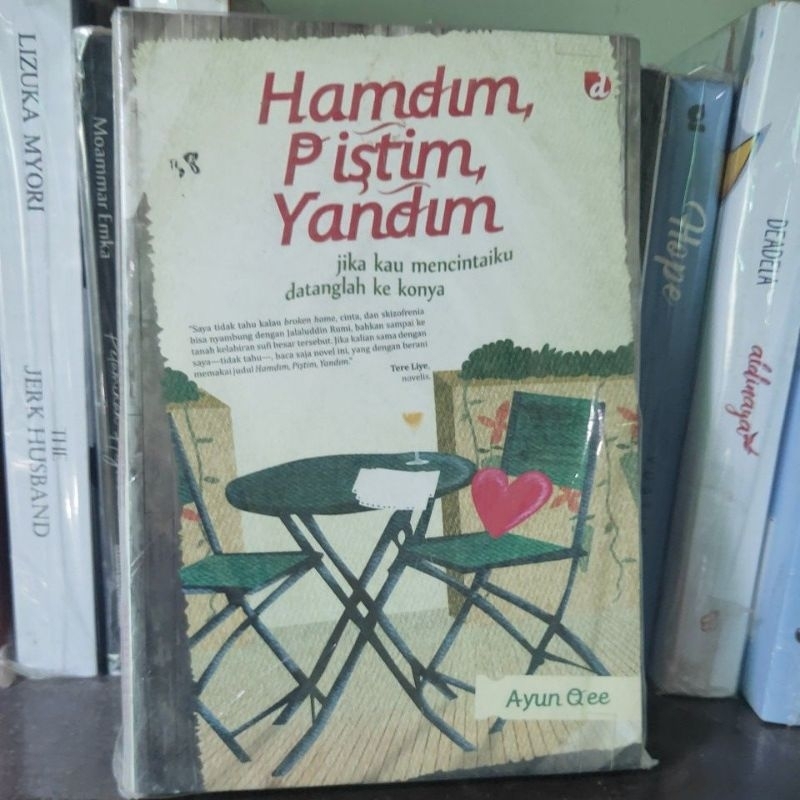 LIZUKA MYORI
THE
JERK HUSBAND
Moammar Emka
d
Hamdım,
Piştim,
Yandım
jika kau mencintaiku
datanglah ke konya
"Saya tidak tahu kalau broken home, cinta, dan skizofrenia
bisa nyambung dengan Jalaluddin Rumi, bahkan sampai ke
tanah kelahiran sufi besar tersebut. Jika kalian sama dengan
saya—tidak tahu—, baca saja novel ini, yang dengan berani
memakai judul Hamdım, Piştim, Yandım."
Tere Liye,
novelis.
Ayun Qee
Hope
DEADELA